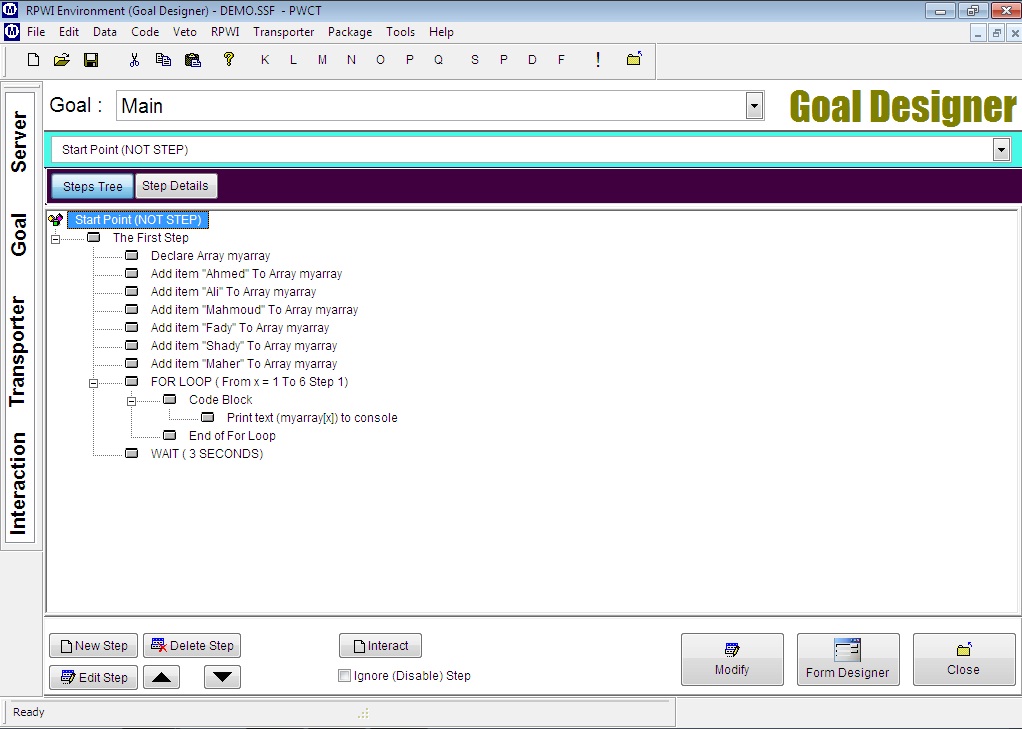 RPWI Environment (Goal Designer) - DEMO.SSF - PWCT
File Edit Data Code Veto RPWI Transporter Package Tools Help
K L M N O P Q S P D F !
Goal : Main
Goal Designer
Start Point (NOT STEP)
Steps Tree Step Details
Server
Goal
Transporter
Interaction
Start Point (NOT STEP)
The First Step
Declare Array myarray
Add item "Ahmed" To Array myarray
Add item "Ali" To Array myarray
Add item "Mahmoud" To Array myarray
Add item "Fady" To Array myarray
Add item "Shady" To Array myarray
Add item "Maher" To Array myarray
FOR LOOP ( From x = 1 To 6 Step 1)
Code Block
Print text (myarray[x]) to console
End of For Loop
WAIT ( 3 SECONDS)
New Step Delete Step Interact
Edit Step Ignore (Disable) Step
Modify Form Designer Close
Ready